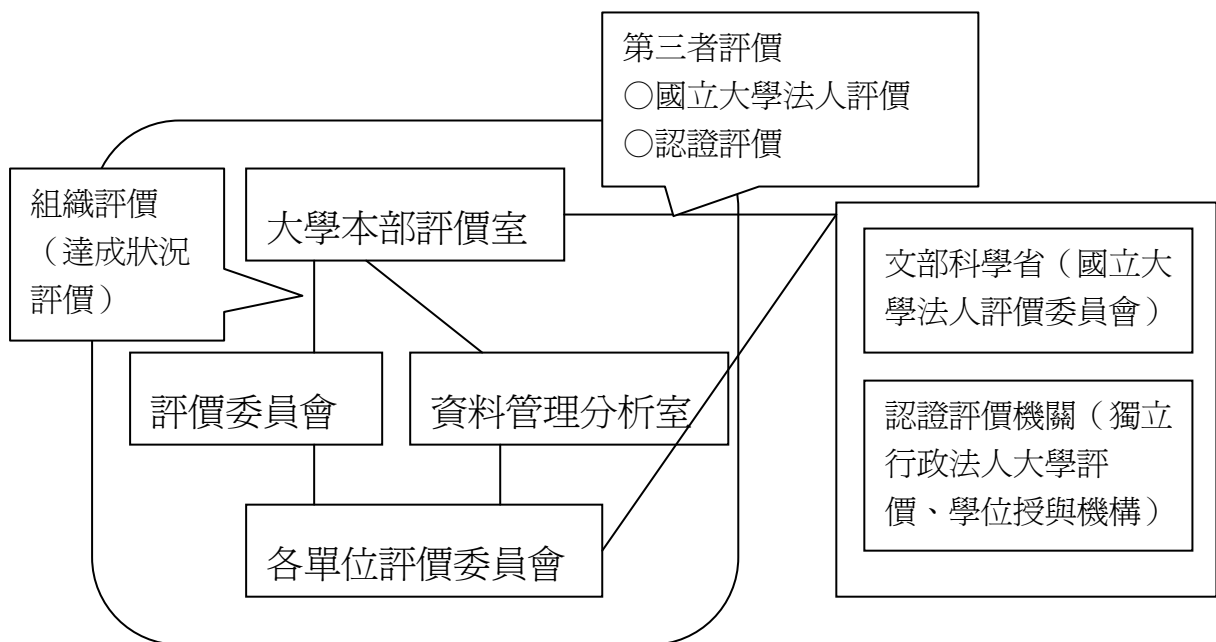 第三者評價
○國立大學法人評價
○認證評價
組織評價
（達成狀況
評價）
大學本部評價室
文部科學省（國立大
學法人評價委員會）
評價委員會
資料管理分析室
認證評價機關（獨立
行政法人大學評
價、學位授與機構）
各單位評價委員會